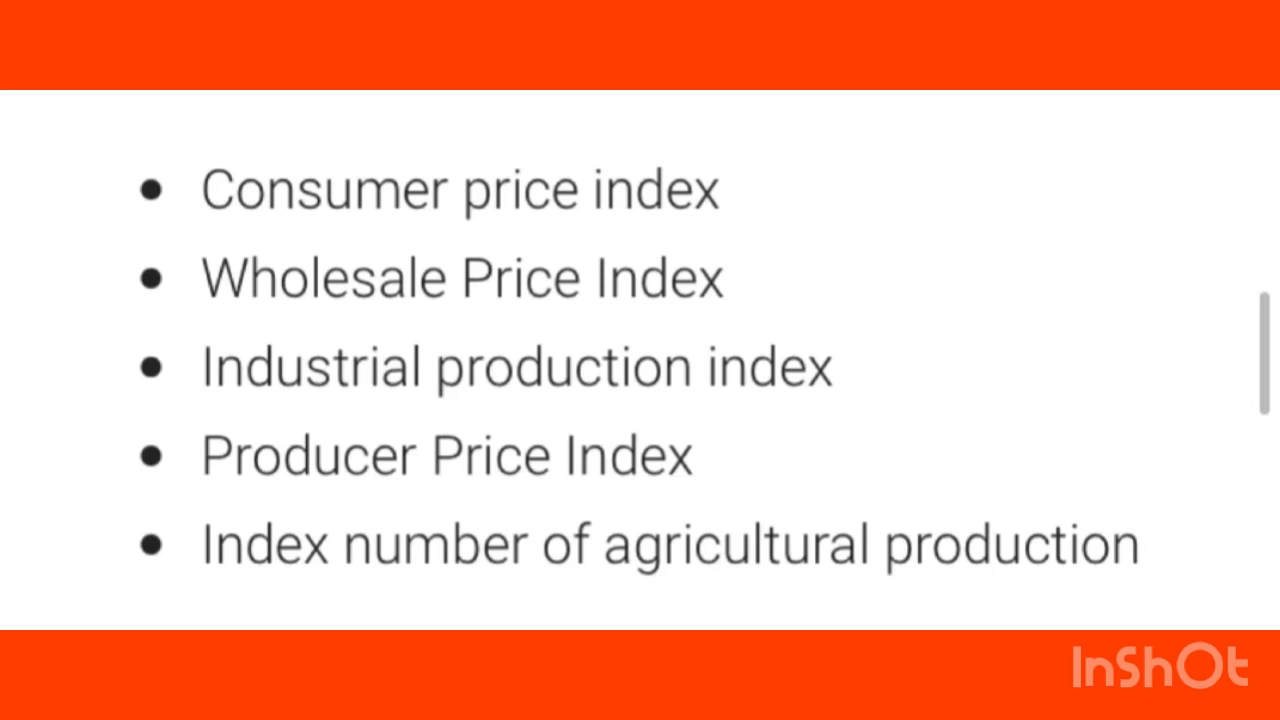 • Consumer price index
• Wholesale Price Index
• Industrial production index
• Producer Price Index
• Index number of agricultural production
InShOt